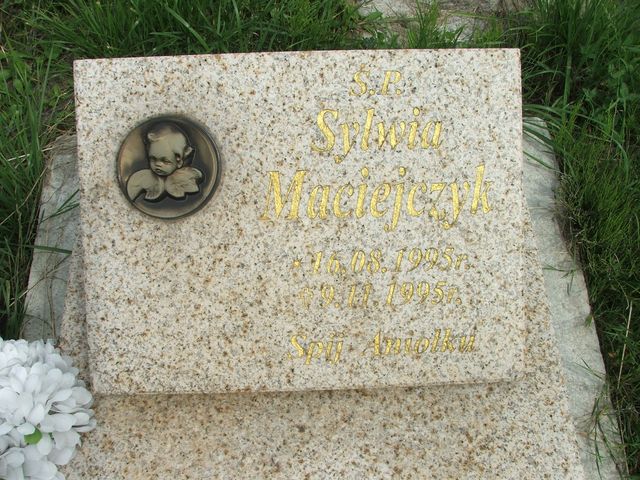 Ś.P.
Sylwia
Maciejczyk
* 16.08.1995r.
† 9.11.1995r.
Śpij Aniołku